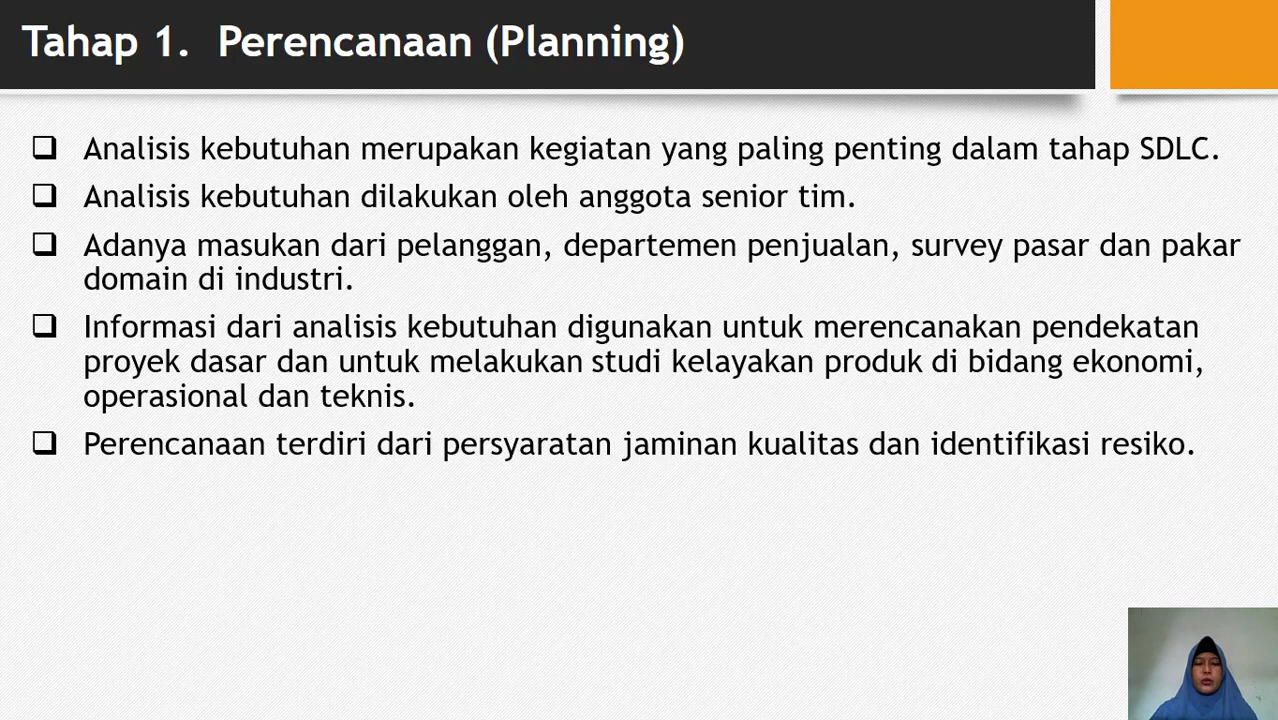 Tahap 1. Perencanaan (Planning)
Analisis kebutuhan merupakan kegiatan yang paling penting dalam tahap SDLC.
Analisis kebutuhan dilakukan oleh anggota senior tim.
Adanya masukan dari pelanggan, departemen penjualan, survey pasar dan pakar
domain di industri.
Informasi dari analisis kebutuhan digunakan untuk merencanakan pendekatan
proyek dasar dan untuk melakukan studi kelayakan produk di bidang ekonomi,
operasional dan teknis.
Perencanaan terdiri dari persyaratan jaminan kualitas dan identifikasi resiko.